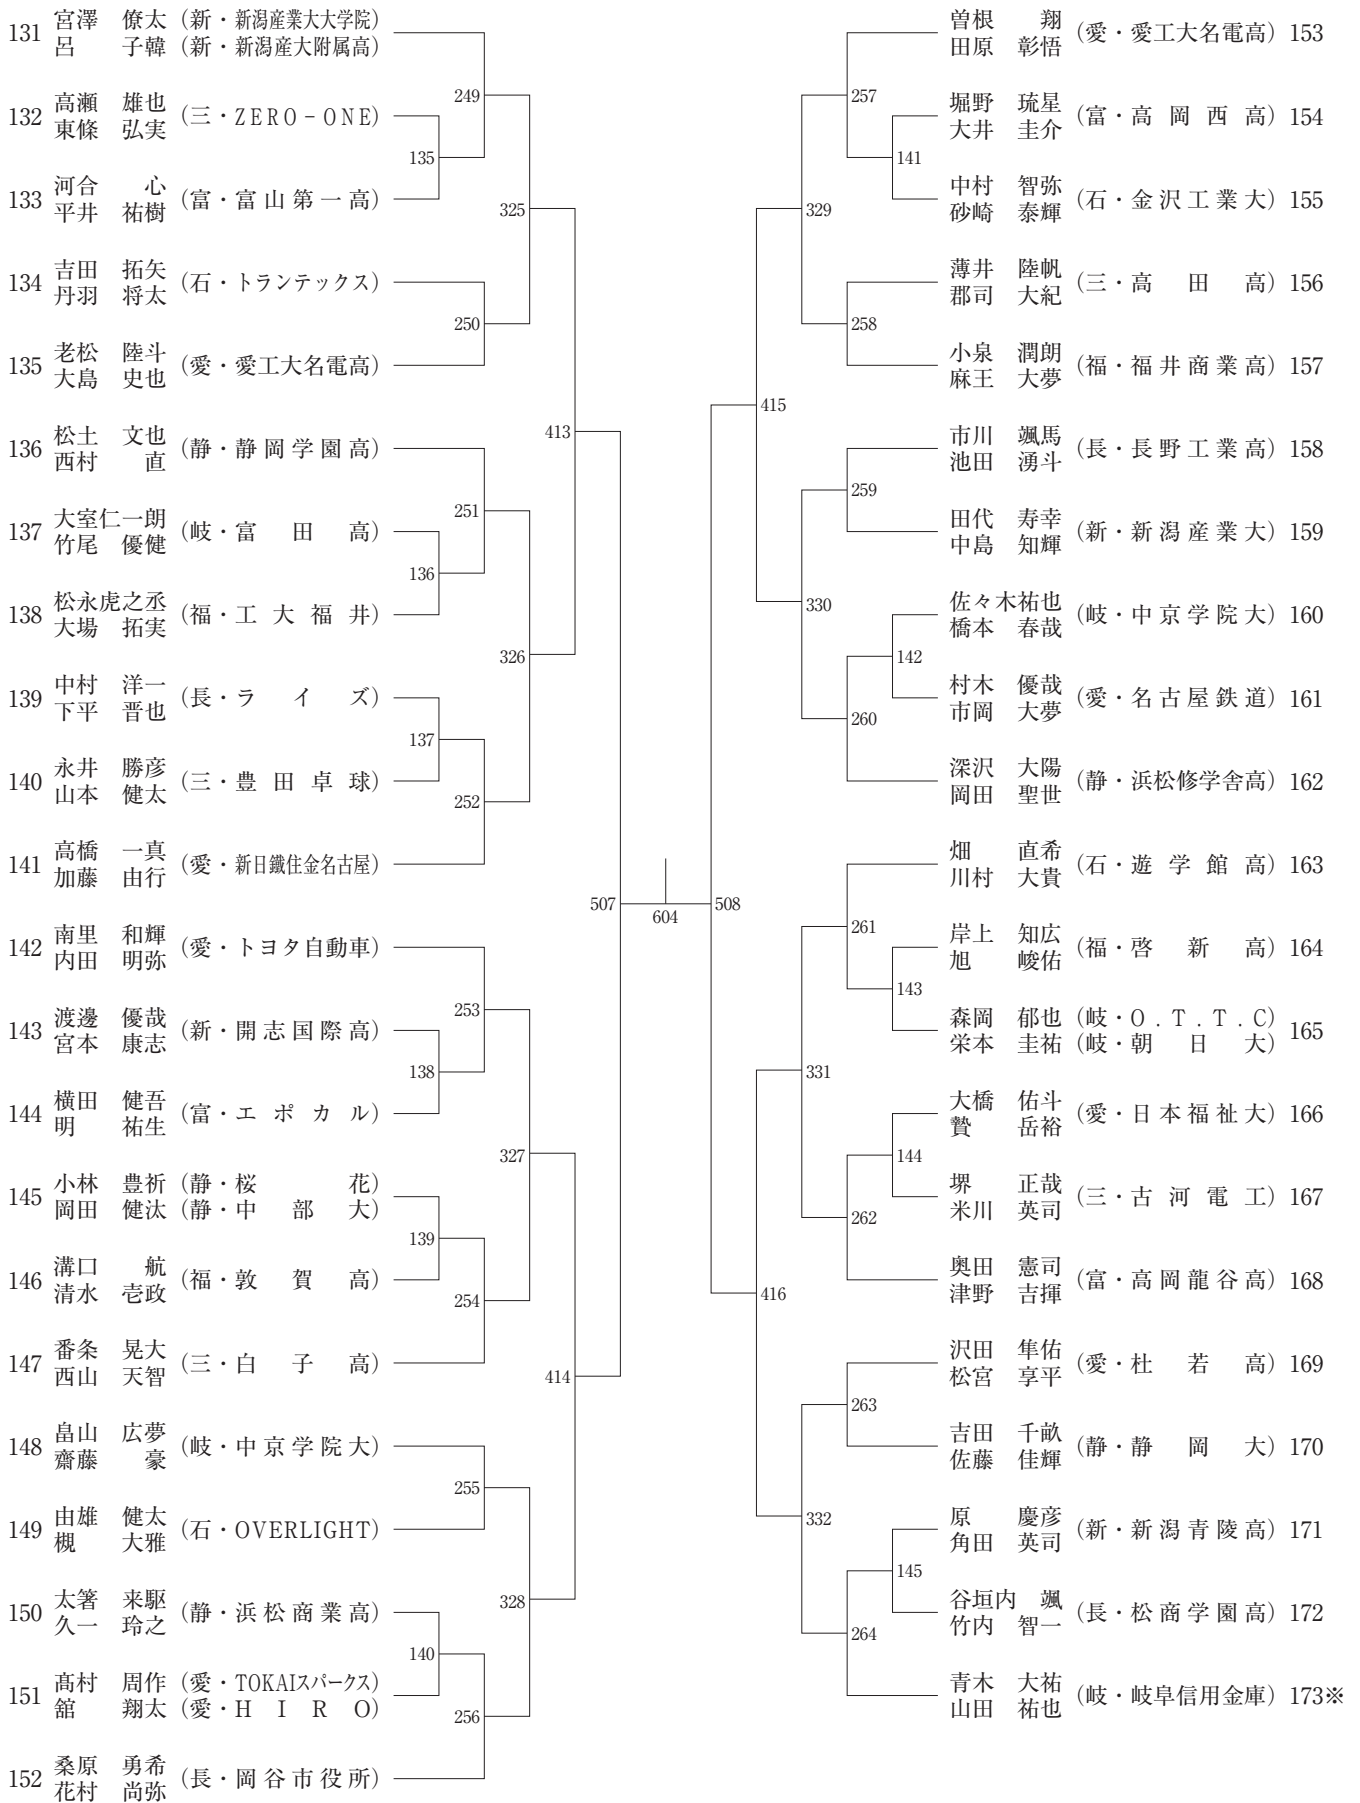 131 宮澤 僚太 (新・新潟産業大大学院)
呂 子韓 (新・新潟産大附属高)
132 高瀬 雄也 (三・ZERO-ONE)
東條 弘実
133 河合 心 (富・富山第一高)
平井 祐樹
134 吉田 拓矢 (石・トランテックス)
丹羽 将太
135 老松 陸斗 (愛・愛工大名電高)
大島 史也
136 松土 文也 (静・静岡学園高)
西村 直
137 大室仁一朗 (岐・富田高)
竹尾 優健
138 松永虎之丞 (福・工大福井)
大場 拓実
139 中村 洋一 (長・ライズ)
下平 晋也
140 永井 勝彦 (三・豊田卓球)
山本 健太
141 高橋 一真 (愛・新日鐵住金名古屋)
加藤 由行
142 南里 和輝 (愛・トヨタ自動車)
内田 明弥
143 渡邊 優哉 (新・開志国際高)
宮本 康志
144 横田 健吾 (富・エポカル)
明 祐生
145 小林 豊祈 (静・桜花)
岡田 健汰 (静・中部大)
146 溝口 航 (福・敦賀高)
清水 壱政
147 番条 晃大 (三・白子高)
西山 天智
148 畠山 広夢 (岐・中京学院大)
齋藤 豪
149 由雄 健太 (石・OVERLIGHT)
槻 大雅
150 太箸 来駆 (静・浜松商業高)
久一 玲之
151 髙村 周作 (愛・TOKAIスパークス)
舘 翔太 (愛・HIRO)
152 桑原 勇希 (長・岡谷市役所)
花村 尚弥
249
135
325
250
413
251
136
326
137
252
507
253
138
327
139
254
414
255
328
140
256
604
508
257
141
329
258
415
259
330
142
260
261
143
331
144
262
416
263
332
145
264
曽根 翔 (愛・愛工大名電高) 153
田原 彰悟
堀野 琉星 (富・高岡西高) 154
大井 圭介
中村 智弥 (石・金沢工業大) 155
砂崎 泰輝
薄井 陸帆 (三・高田高) 156
郡司 大紀
小泉 潤朗 (福・福井商業高) 157
麻王 大夢
市川 颯馬 (長・長野工業高) 158
池田 湧斗
田代 寿幸 (新・新潟産業大) 159
中島 知輝
佐々木祐也 (岐・中京学院大) 160
橋本 春哉
村木 優哉 (愛・名古屋鉄道) 161
市岡 大夢
深沢 大陽 (静・浜松修学舎高) 162
岡田 聖世
畑 直希 (石・遊学館高) 163
川村 大貴
岸上 知広 (福・啓新高) 164
旭 峻佑
森岡 郁也 (岐・O.T.T.C) 165
栄本 圭祐 (岐・朝日大)
大橋 佑斗 (愛・日本福祉大) 166
贄 岳裕
堺 正哉 (三・古河電工) 167
米川 英司
奥田 憲司 (富・高岡龍谷高) 168
津野 吉揮
沢田 隼佑 (愛・杜若高) 169
松宮 享平
吉田 千畝 (静・静岡大) 170
佐藤 佳輝
原 慶彦 (新・新潟青陵高) 171
角田 英司
谷垣内 颯 (長・松商学園高) 172
竹内 智一
青木 大祐 (岐・岐阜信用金庫) 173※
山田 祐也